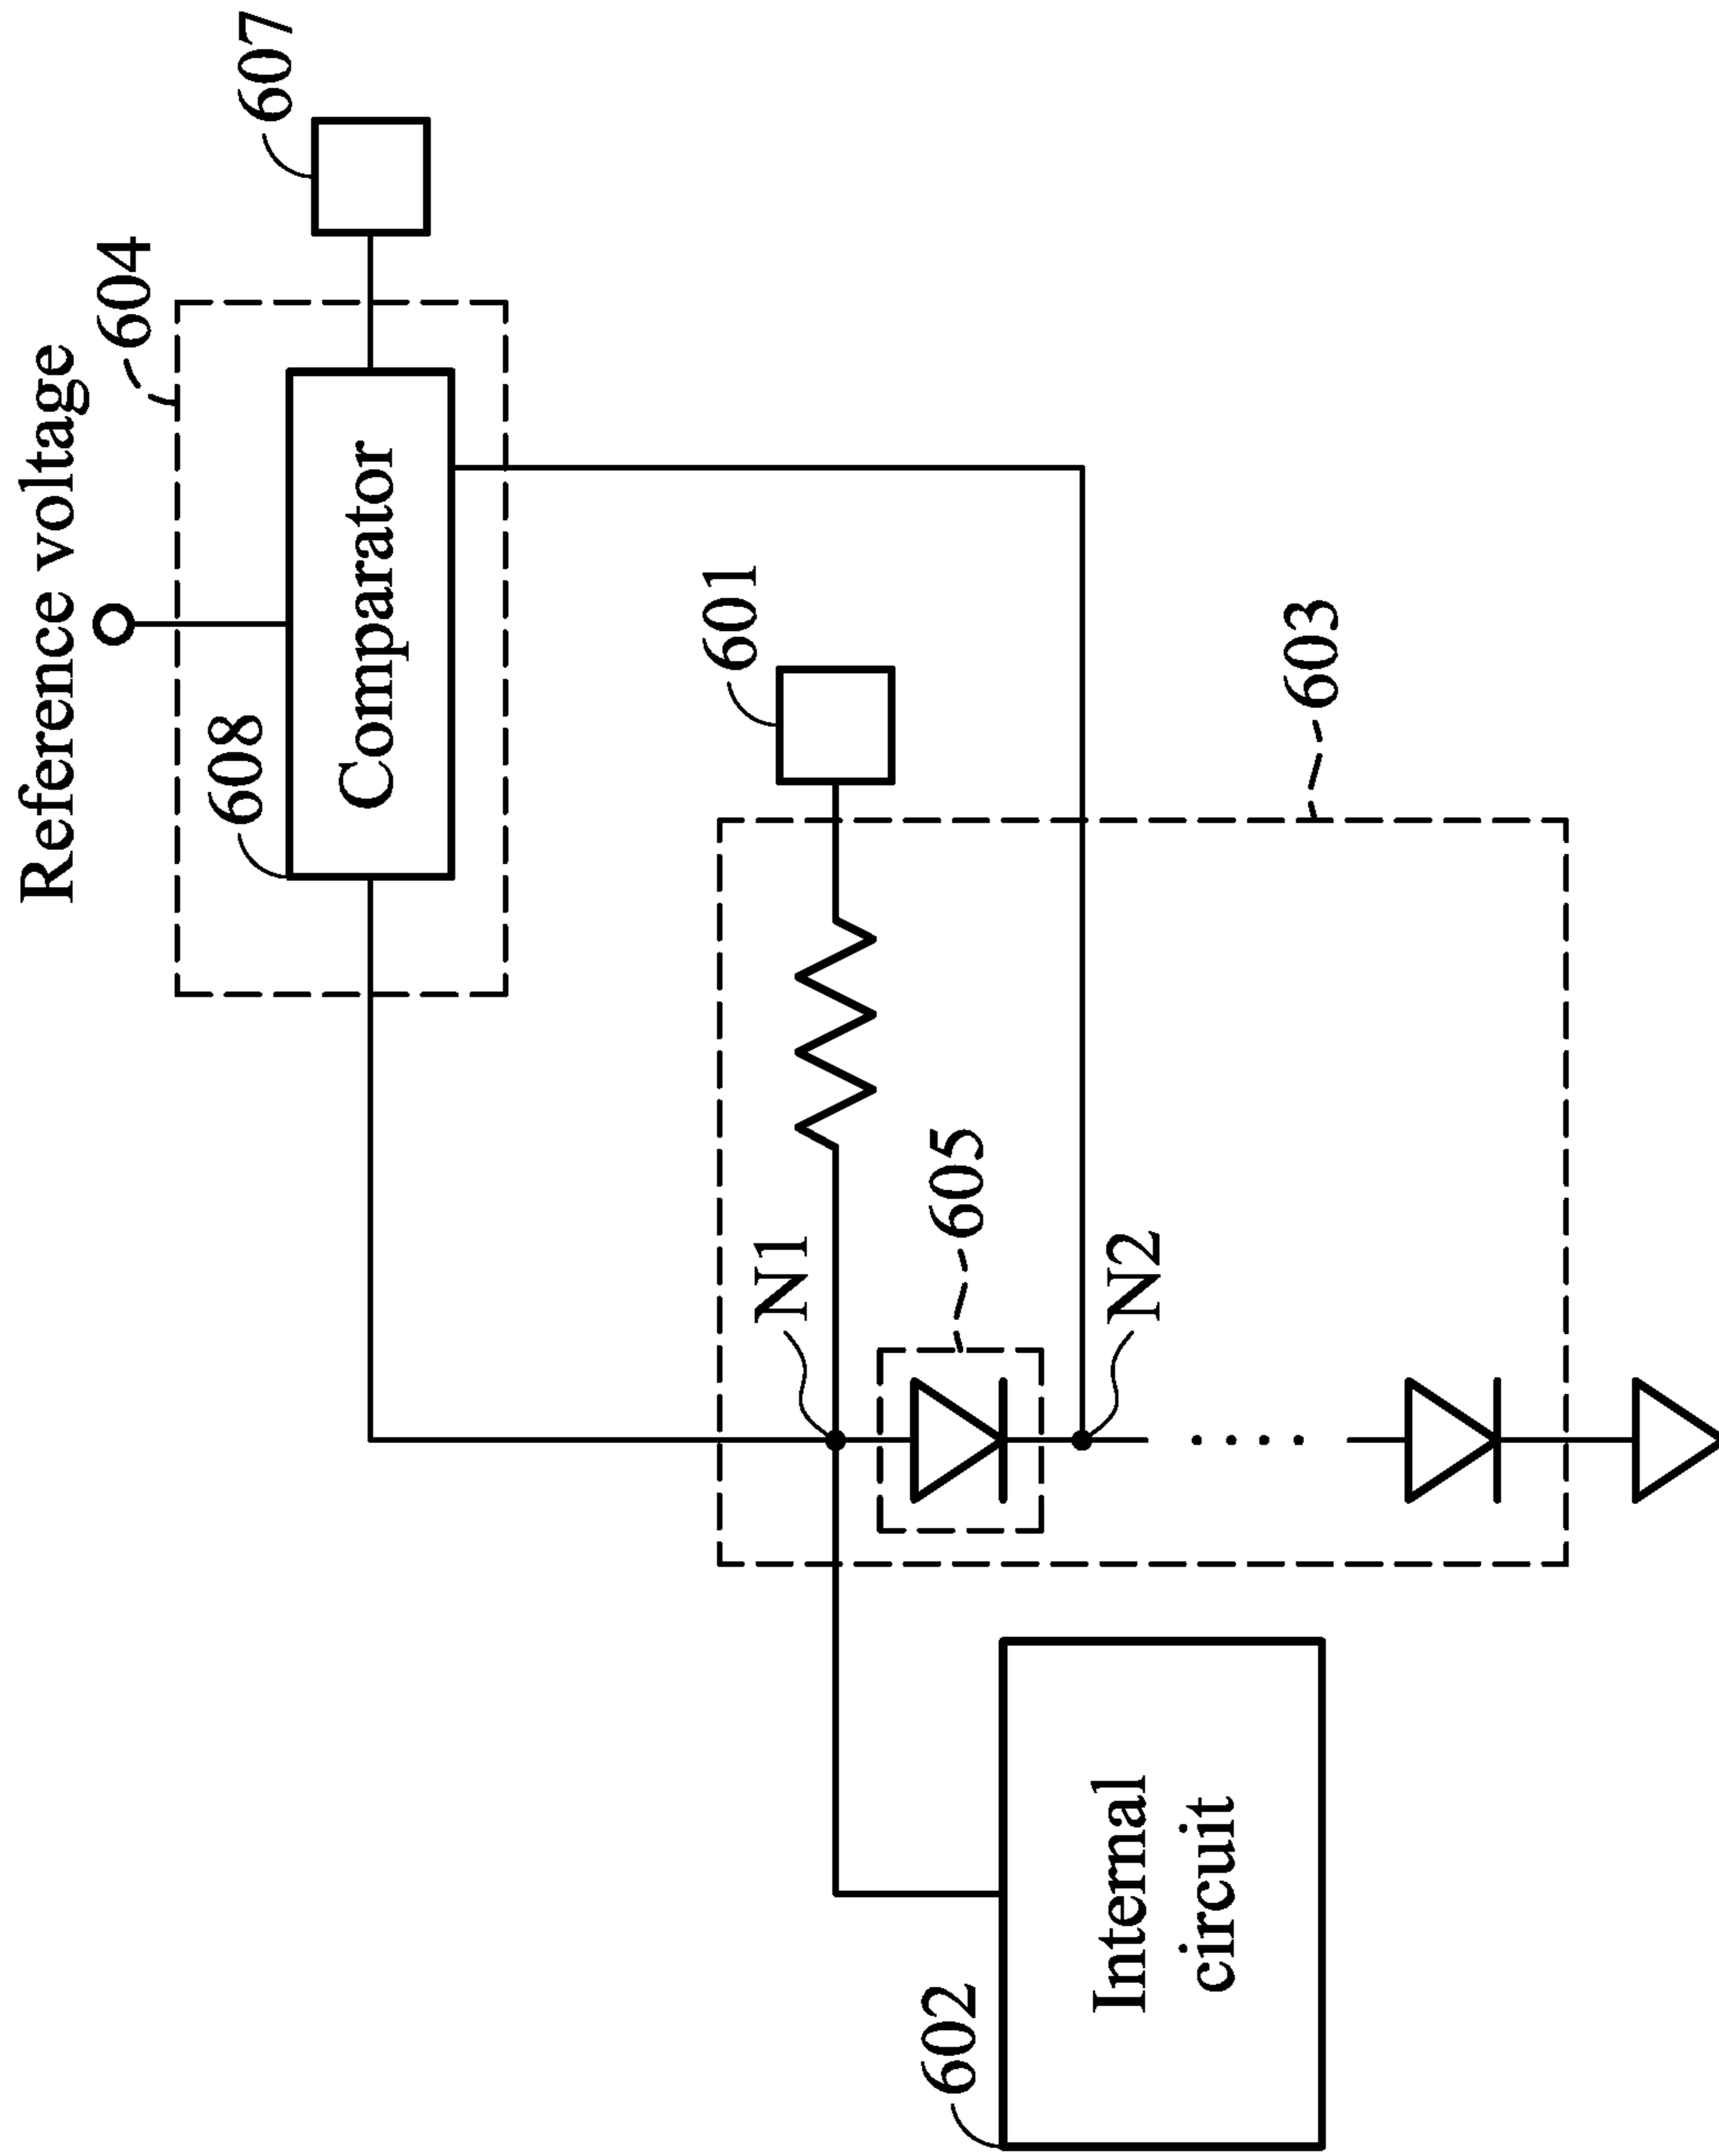 Reference voltage
604
607
608
Comparator
601
603
N1
605
N2
602
Internal
circuit